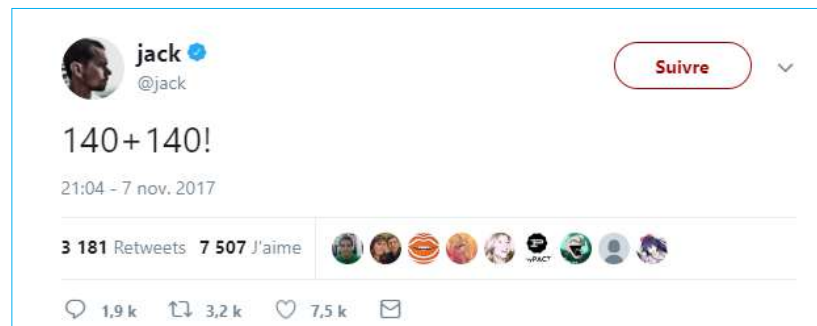 jack
@jack
Suivre
140+140!
21:04 - 7 nov. 2017
3 181 Retweets 7 507 J'aime
1,9 k 3,2 k 7,5 k